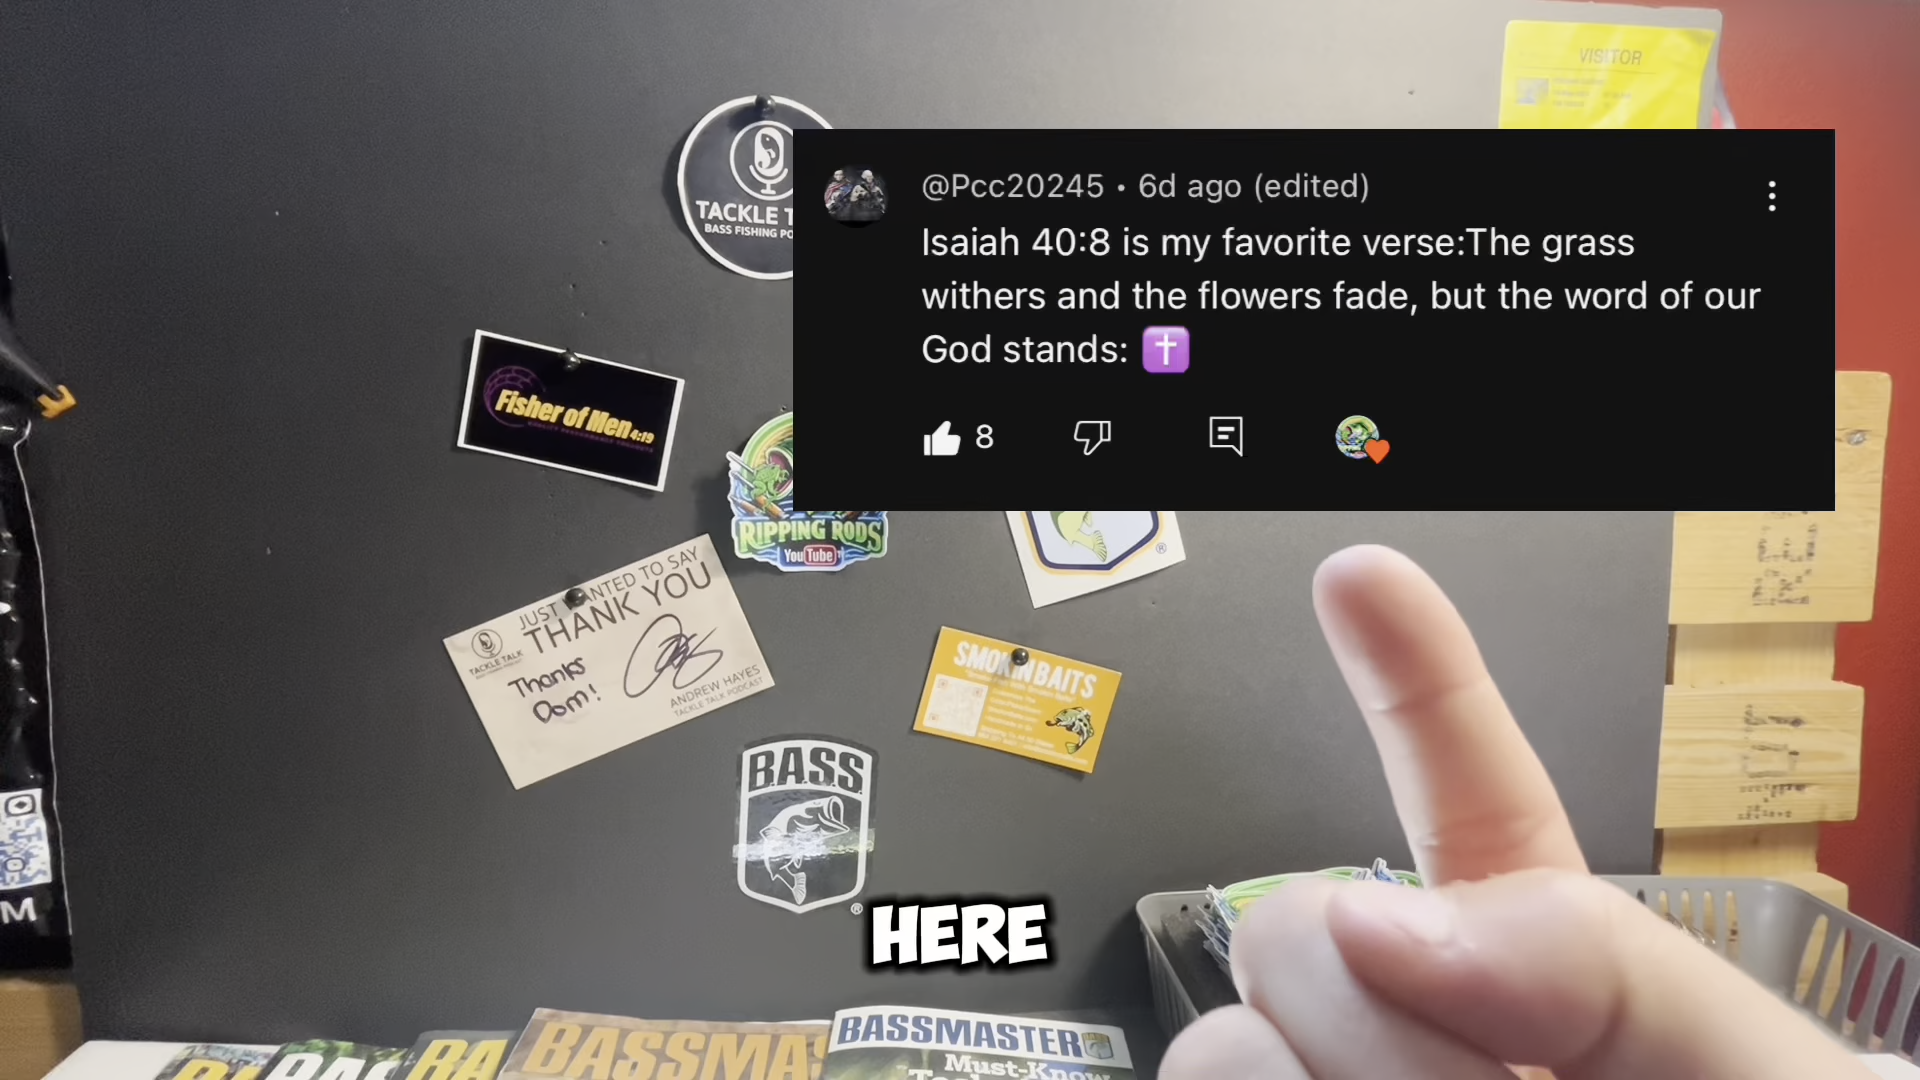 VISITOR
TACKLE T
BASS FISHING PO
@Pcc20245 • 6d ago (edited)
Isaiah 40:8 is my favorite verse:The grass
withers and the flowers fade, but the word of our
God stands: ✝️
8
Fisher of Men 4:19
RIPPING RODS
YouTube
®
JUST WANTED TO SAY
THANK YOU
TACKLE TALK
Thanks
Dom!
ANDREW HAYES
TACKLE TALK PODCAST
SMOKIN BAITS
BASS
®
M
HERE
BASSMA
BASSMASTER
Must-Know